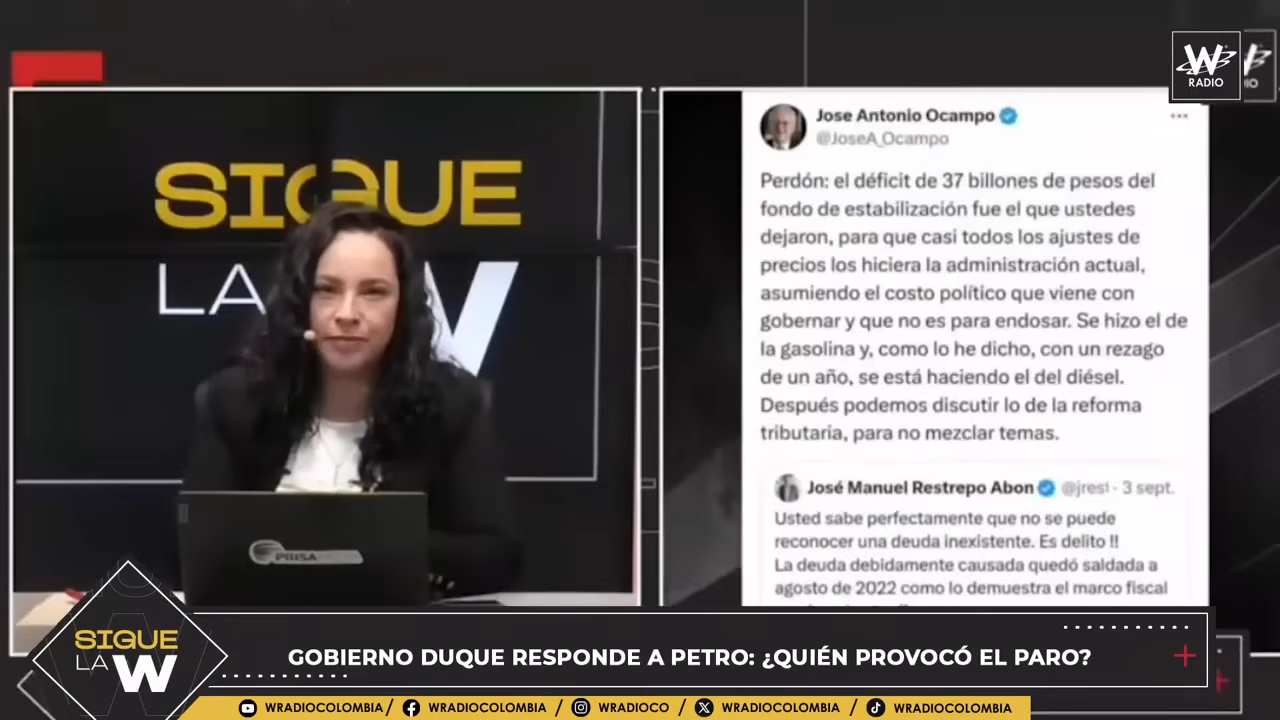 W
RADIO
SIGUE
LA W
PRISA
Jose Antonio Ocampo
@JoseA_Ocampo
Perdón: el déficit de 37 billones de pesos del
fondo de estabilización fue el que ustedes
dejaron, para que casi todos los ajustes de
precios los hiciera la administración actual,
asumiendo el costo político que viene con
gobernar y que no es para endosar. Se hizo el de
la gasolina y, como lo he dicho, con un rezago
de un año, se está haciendo el del diésel.
Después podemos discutir lo de la reforma
tributaria, para no mezclar temas.
José Manuel Restrepo Abon @jres1 · 3 sept.
Usted sabe perfectamente que no se puede
reconocer una deuda inexistente. Es delito !!
La deuda debidamente causada quedó saldada a
agosto de 2022 como lo demuestra el marco fiscal
SIGUE
LA W
GOBIERNO DUQUE RESPONDE A PETRO: ¿QUIÉN PROVOCÓ EL PARO?
WRADIOCOLOMBIA / WRADIOCOLOMBIA / WRADIOCO / WRADIOCOLOMBIA / WRADIOCOLOMBIA